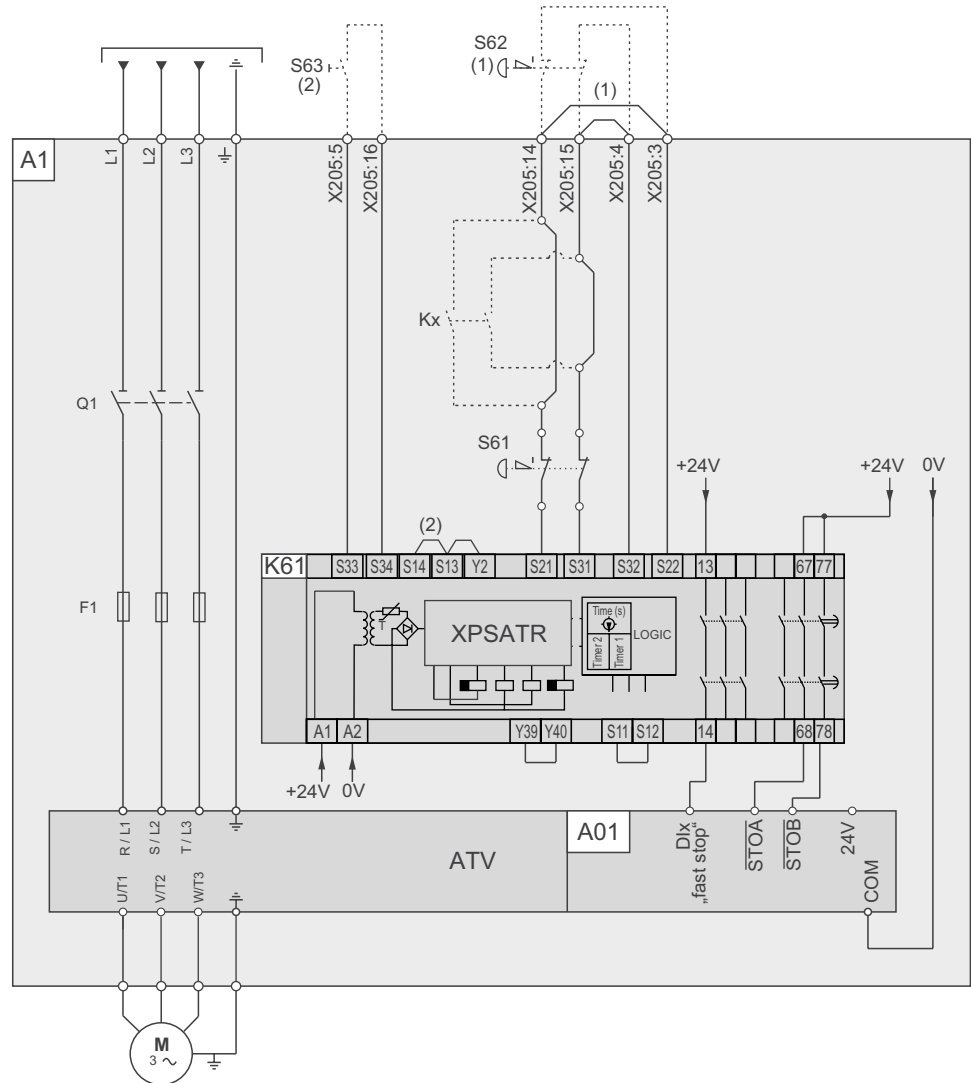 S62
(1)
S63
(2)
(1)
A1
L1
L2
L3
X205:5
X205:16
X205:14
X205:15
X205:4
X205:3
Kx
Q1
S61
+24V
+24V
0V
(2)
K61
S33
S34
S14
S13
Y2
S21
S31
S32
S22
13
67
77
F1
T
XPSATR
Time (s)
Timer 2
Timer 1
LOGIC
A1
A2
Y39
Y40
S11
S12
14
68
78
+24V
0V
R / L1
S / L2
T / L3
ATV
A01
DIx
„fast stop“
STOA
STOB
24V
COM
U/T1
V/T2
W/T3
M
3 ~